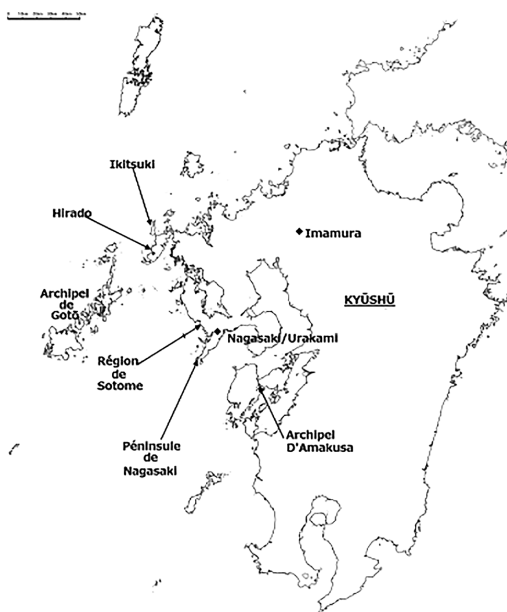 Ikitsuki
Hirado
Imamura
Archipel
de
Gotō
KYŪSHŪ
Nagasaki/Urakami
Région
de
Sotome
Péninsule
de
Nagasaki
Archipel
D'Amakusa